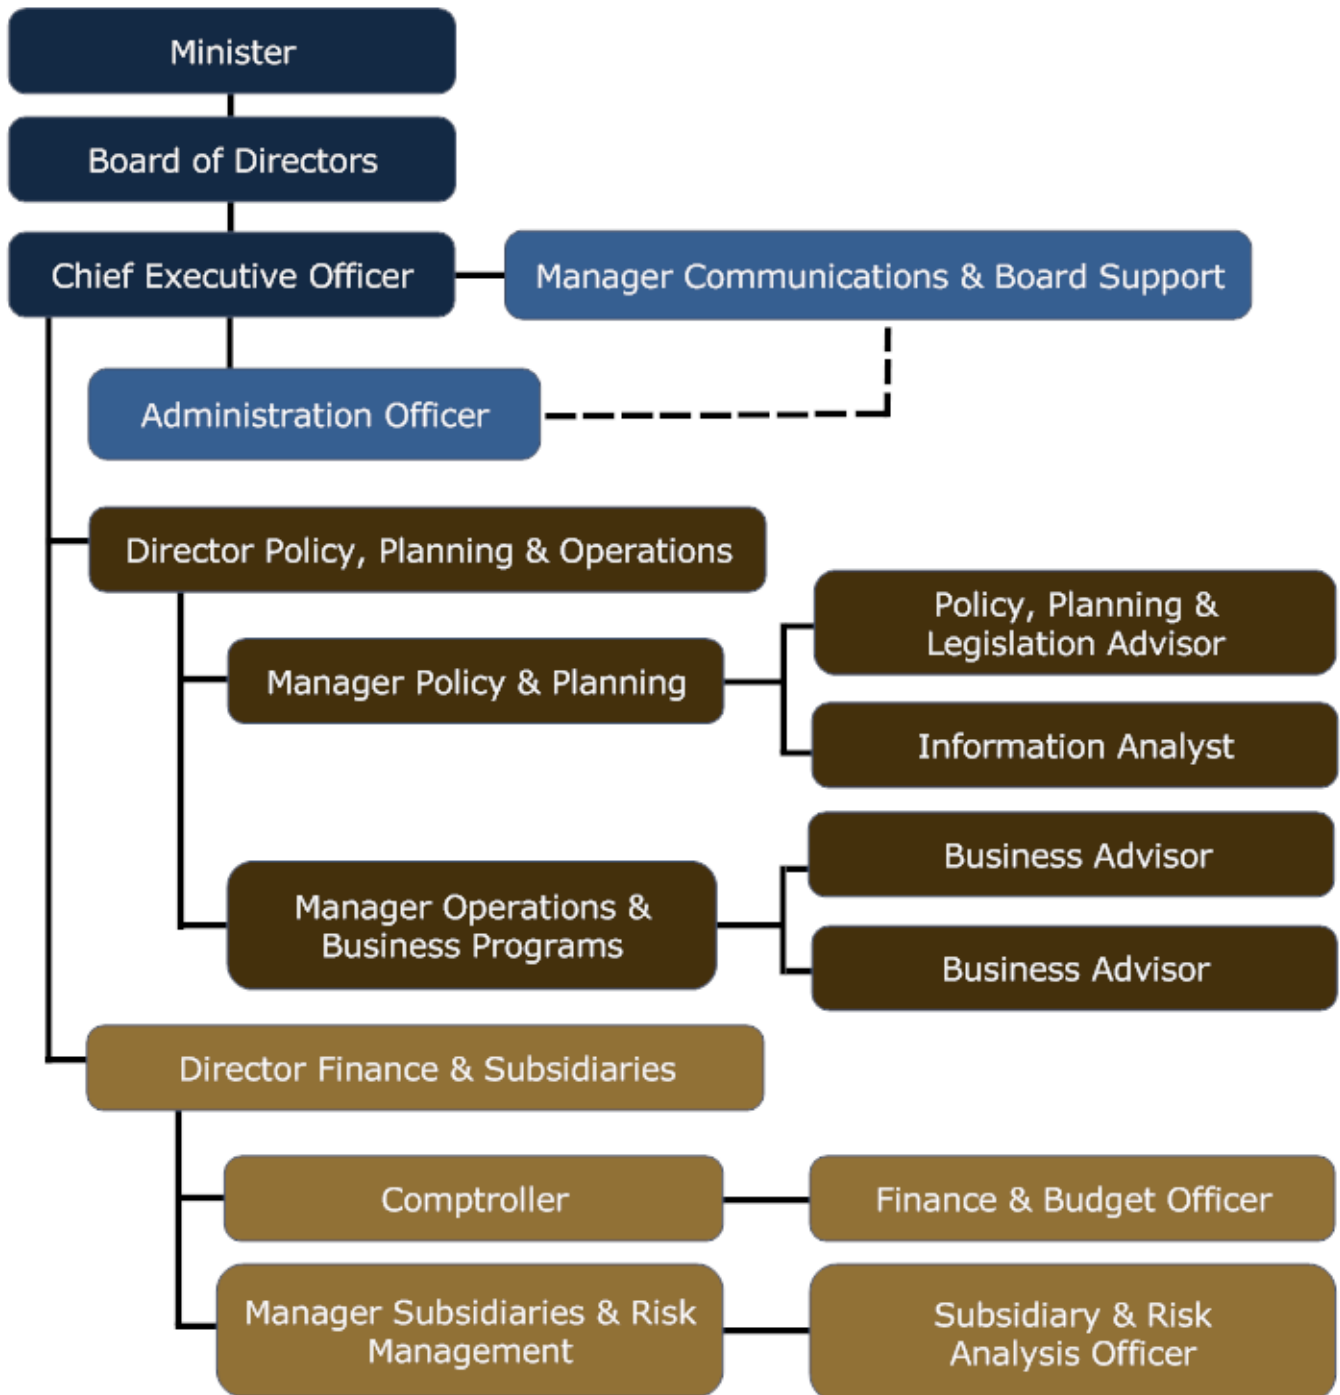 Minister
Board of Directors
Chief Executive Officer
Manager Communications & Board Support
Administration Officer
Director Policy, Planning & Operations
Manager Policy & Planning
Policy, Planning &
Legislation Advisor
Information Analyst
Manager Operations &
Business Programs
Business Advisor
Business Advisor
Director Finance & Subsidiaries
Comptroller
Finance & Budget Officer
Manager Subsidiaries & Risk
Management
Subsidiary & Risk
Analysis Officer